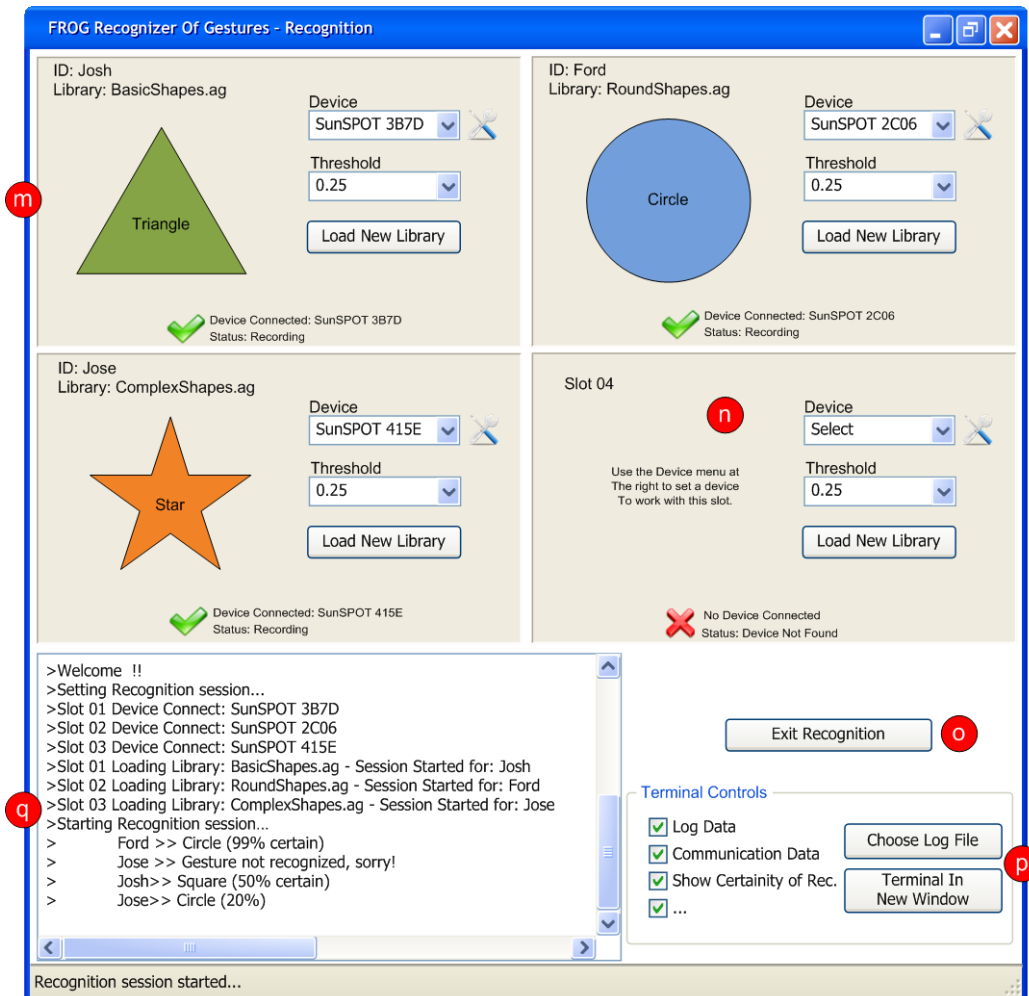 FROG Recognizer Of Gestures - Recognition
ID: Josh
Library: BasicShapes.ag
Device
SunSPOT 3B7D
Threshold
0.25
Load New Library
Triangle
Device Connected: SunSPOT 3B7D
Status: Recording
m
ID: Ford
Library: RoundShapes.ag
Device
SunSPOT 2C06
Threshold
0.25
Load New Library
Circle
Device Connected: SunSPOT 2C06
Status: Recording
ID: Jose
Library: ComplexShapes.ag
Device
SunSPOT 415E
Threshold
0.25
Load New Library
Star
Device Connected: SunSPOT 415E
Status: Recording
Slot 04
n
Device
Select
Use the Device menu at
The right to set a device
To work with this slot.
Threshold
0.25
Load New Library
No Device Connected
Status: Device Not Found
>Welcome !!
>Setting Recognition session...
>Slot 01 Device Connect: SunSPOT 3B7D
>Slot 02 Device Connect: SunSPOT 2C06
>Slot 03 Device Connect: SunSPOT 415E
>Slot 01 Loading Library: BasicShapes.ag - Session Started for: Josh
>Slot 02 Loading Library: RoundShapes.ag - Session Started for: Ford
>Slot 03 Loading Library: ComplexShapes.ag - Session Started for: Jose
>Starting Recognition session...
> Ford >> Circle (99% certain)
> Jose >> Gesture not recognized, sorry!
> Josh>> Square (50% certain)
> Jose>> Circle (20%)
q
Exit Recognition
o
Terminal Controls
Log Data
Communication Data
Show Certainity of Rec.
...
Choose Log File
Terminal In
New Window
p
Recognition session started...